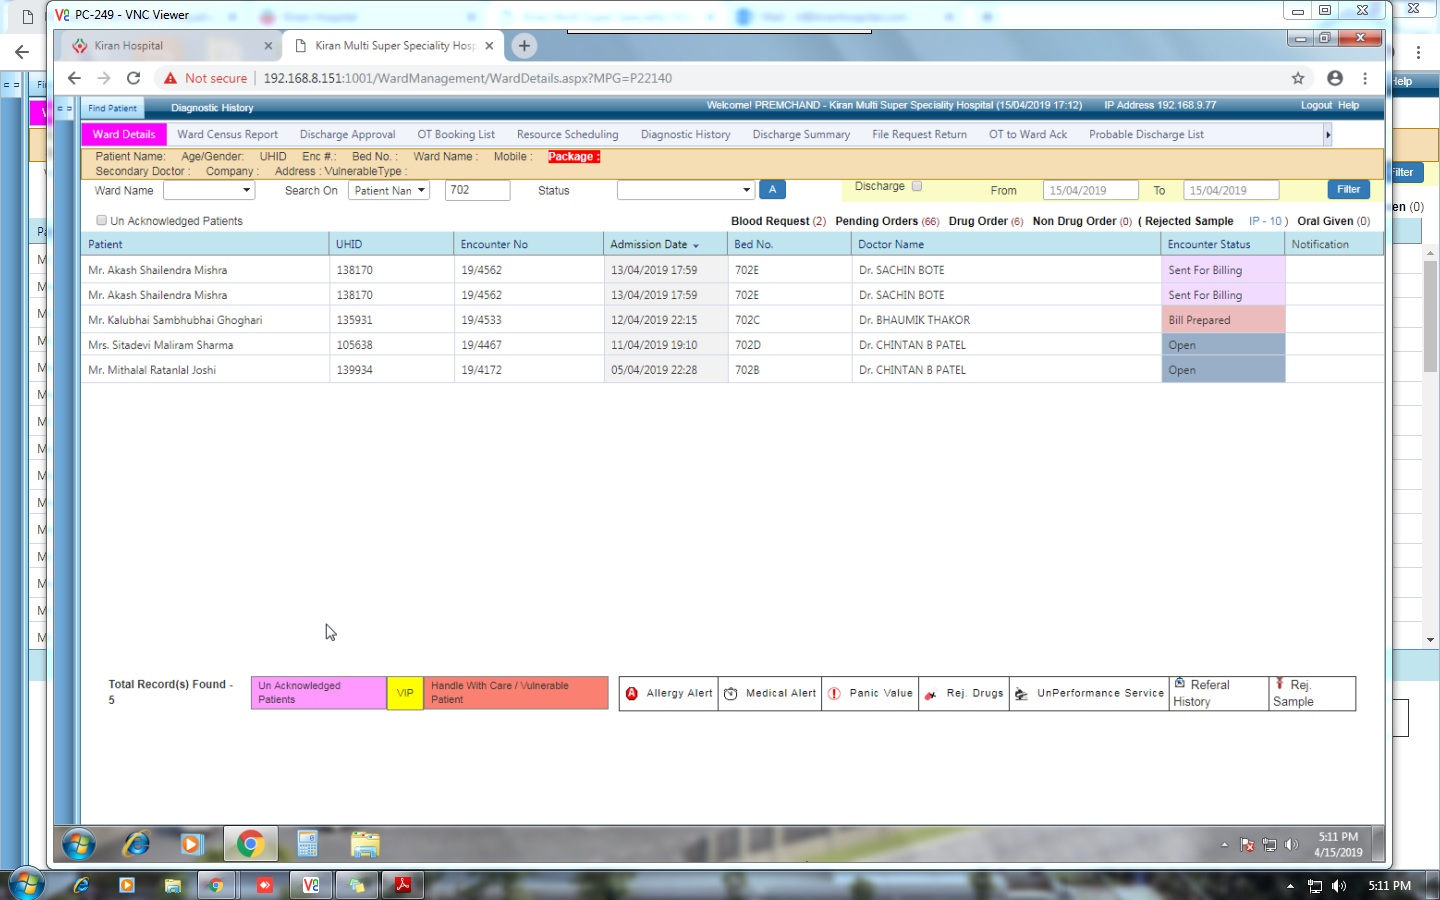 PC-249 - VNC Viewer
Kiran Hospital
Kiran Multi Super Speciality Hosp
Not secure | 192.168.8.151:1001/WardManagement/WardDetails.aspx?MPG=P22140
Find Patient Diagnostic History Welcome! PREMCHAND - Kiran Multi Super Speciality Hospital (15/04/2019 17:12) IP Address 192.168.9.77 Logout Help
Ward Details Ward Census Report Discharge Approval OT Booking List Resource Scheduling Diagnostic History Discharge Summary File Request Return OT to Ward Ack Probable Discharge List
Patient Name: Age/Gender: UHID Enc #.: Bed No. : Ward Name : Mobile : Package :
Secondary Doctor : Company : Address : VulnerableType :
Ward Name Search On Patient Nan 702 Status A Discharge From 15/04/2019 To 15/04/2019 Filter
Un Acknowledged Patients Blood Request (2) Pending Orders (66) Drug Order (6) Non Drug Order (0) ( Rejected Sample IP - 10 ) Oral Given (0)
Patient UHID Encounter No Admission Date Bed No. Doctor Name Encounter Status Notification
Mr. Akash Shailendra Mishra 138170 19/4562 13/04/2019 17:59 702E Dr. SACHIN BOTE Sent For Billing
Mr. Akash Shailendra Mishra 138170 19/4562 13/04/2019 17:59 702E Dr. SACHIN BOTE Sent For Billing
Mr. Kalubhai Sambhubhai Ghoghari 135931 19/4533 12/04/2019 22:15 702C Dr. BHAUMIK THAKOR Bill Prepared
Mrs. Sitadevi Maliram Sharma 105638 19/4467 11/04/2019 19:10 702D Dr. CHINTAN B PATEL Open
Mr. Mithalal Ratanlal Joshi 139934 19/4172 05/04/2019 22:28 702B Dr. CHINTAN B PATEL Open
Total Record(s) Found - 5
Un Acknowledged Patients
VIP
Handle With Care / Vulnerable Patient
Allergy Alert Medical Alert Panic Value Rej. Drugs UnPerformance Service Referal History Rej. Sample
5:11 PM
4/15/2019
5:11 PM